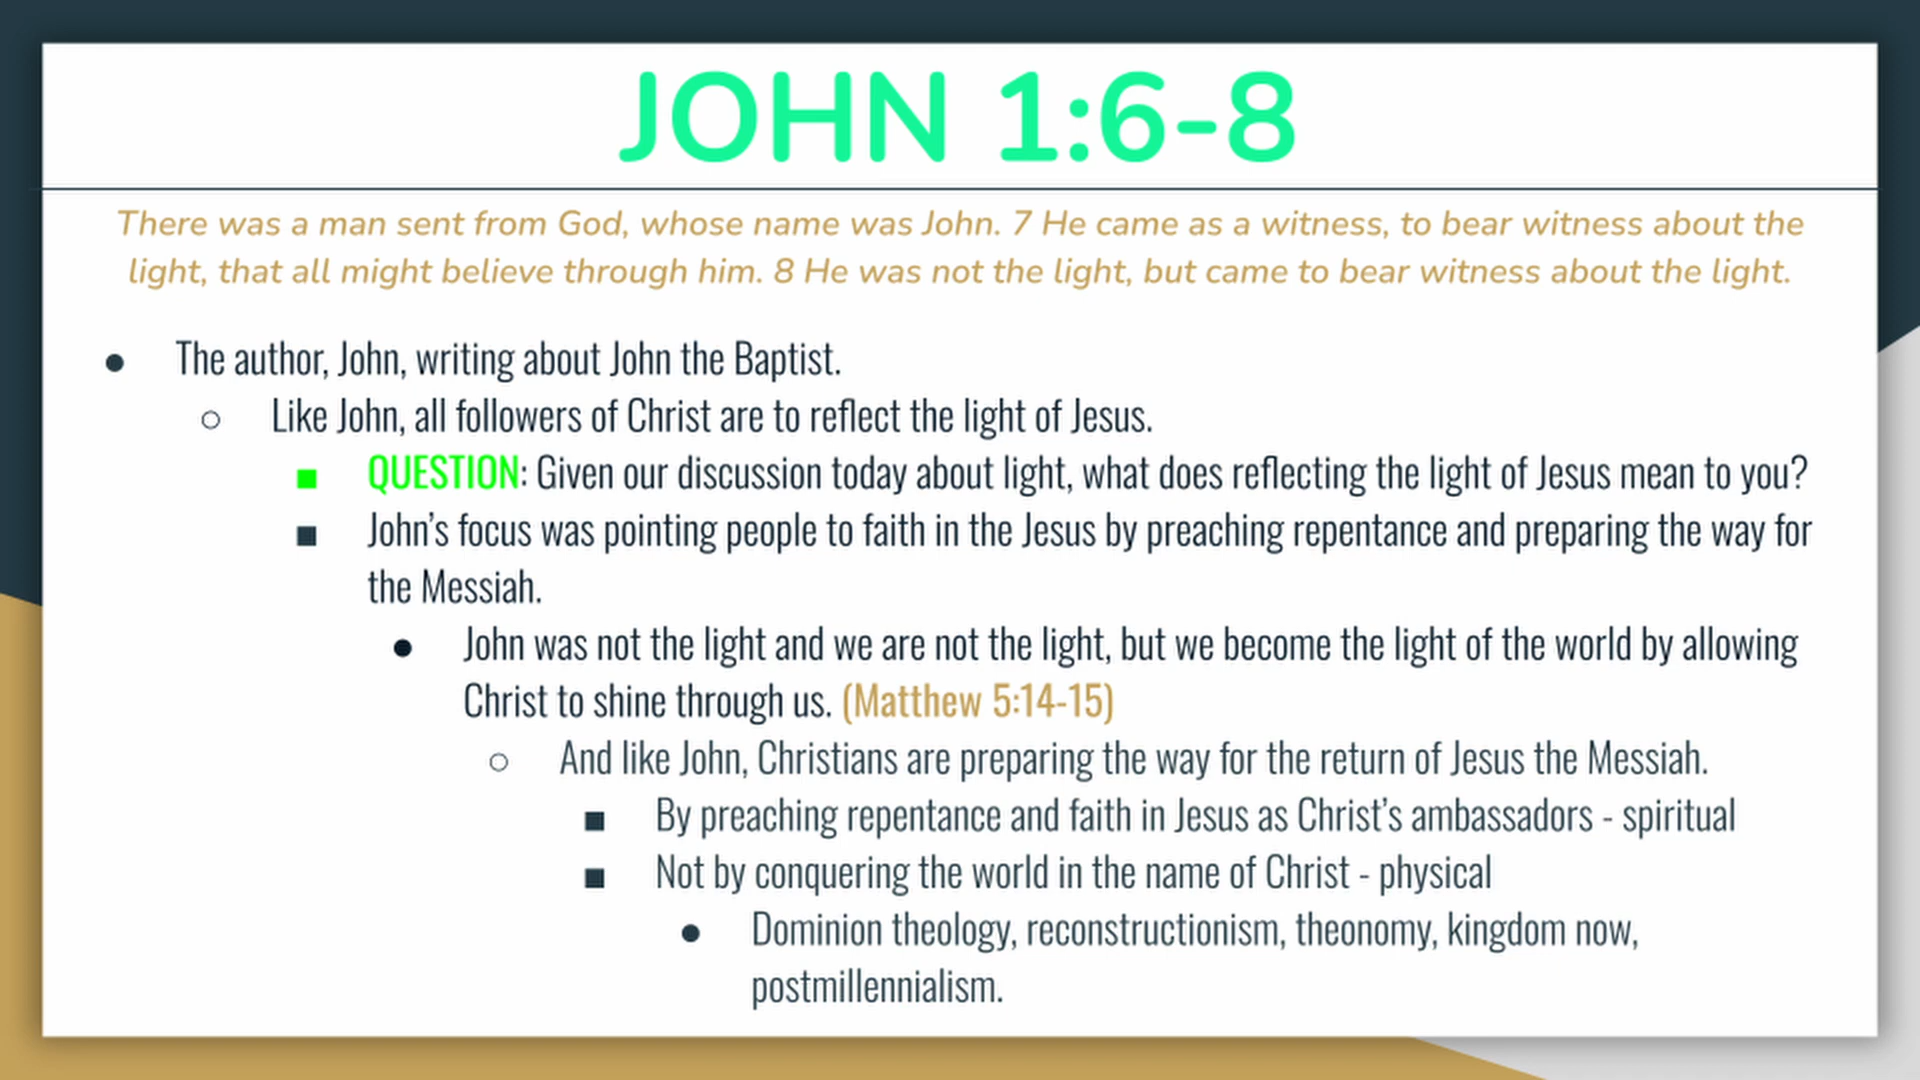 JOHN 1:6-8
There was a man sent from God, whose name was John. 7 He came as a witness, to bear witness about the
light, that all might believe through him. 8 He was not the light, but came to bear witness about the light.
● The author, John, writing about John the Baptist.
○ Like John, all followers of Christ are to reflect the light of Jesus.
■ QUESTION: Given our discussion today about light, what does reflecting the light of Jesus mean to you?
■ John’s focus was pointing people to faith in the Jesus by preaching repentance and preparing the way for
the Messiah.
● John was not the light and we are not the light, but we become the light of the world by allowing
Christ to shine through us. (Matthew 5:14-15)
○ And like John, Christians are preparing the way for the return of Jesus the Messiah.
■ By preaching repentance and faith in Jesus as Christ’s ambassadors - spiritual
■ Not by conquering the world in the name of Christ - physical
● Dominion theology, reconstructionism, theonomy, kingdom now,
postmillennialism.